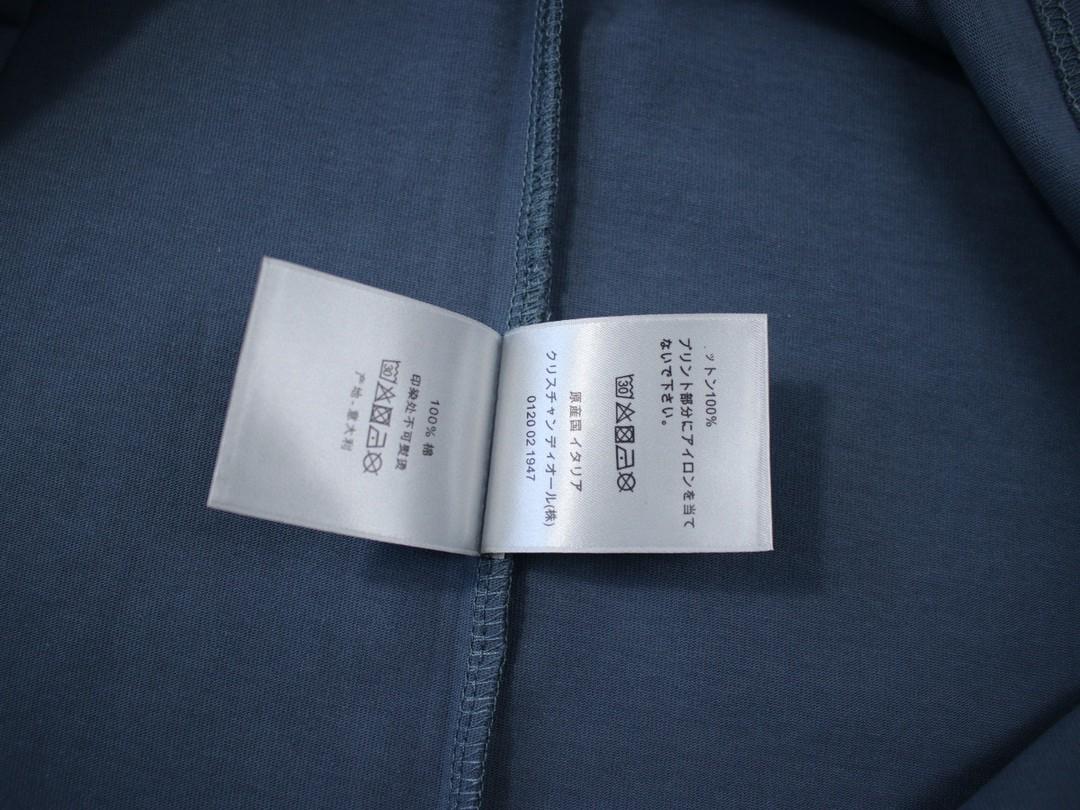 100% 棉
印染处不可熨烫
产地 - 意大利
ットン100%
プリント部分にアイロンを当て
ないで下さい。
30
原産国 イタリア
クリスチャンディオール(株)
0120 02 1947